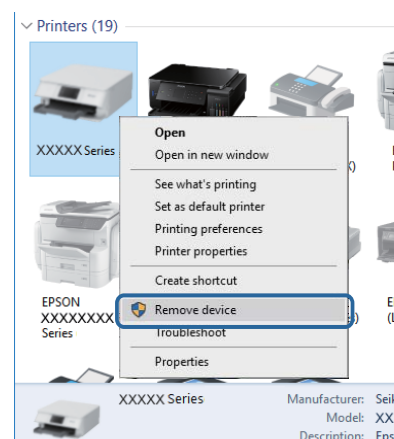 Printers (19)
XXXXX Series
Open
Open in new window
See what's printing
Set as default printer
Printing preferences
Printer properties
Create shortcut
Remove device
Troubleshoot
Properties
EPSON
XXXXXXXX
Series
XXXXX Series
Manufacturer:
Model:
Description: